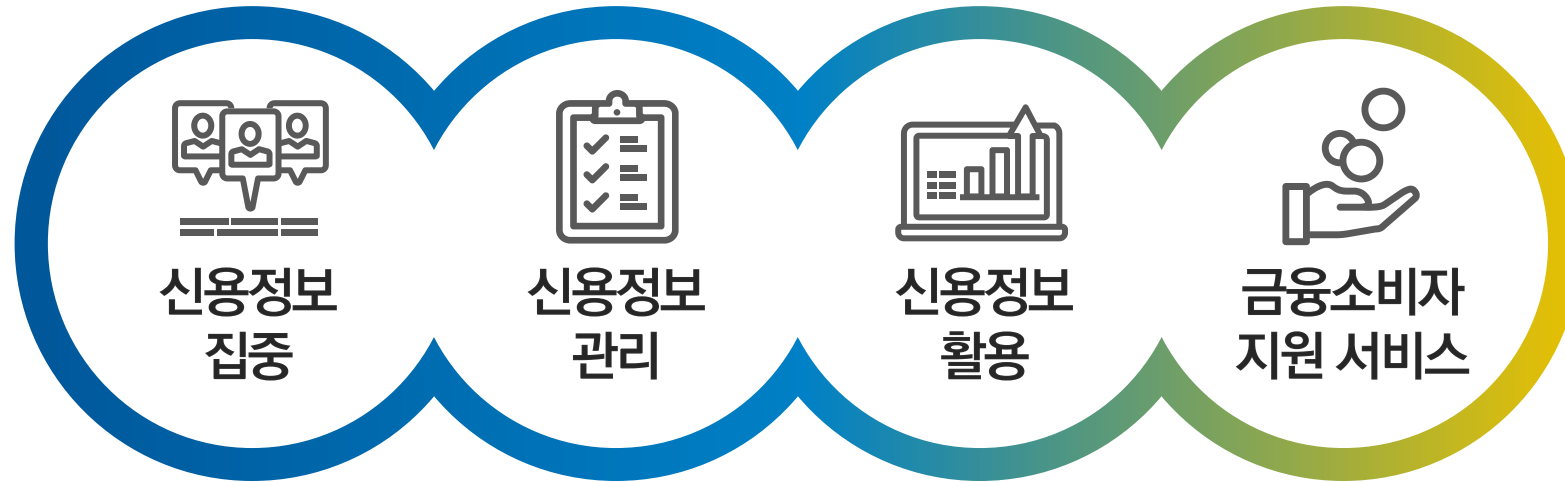 신용정보
집중
신용정보
관리
신용정보
활용
금융소비자
지원 서비스